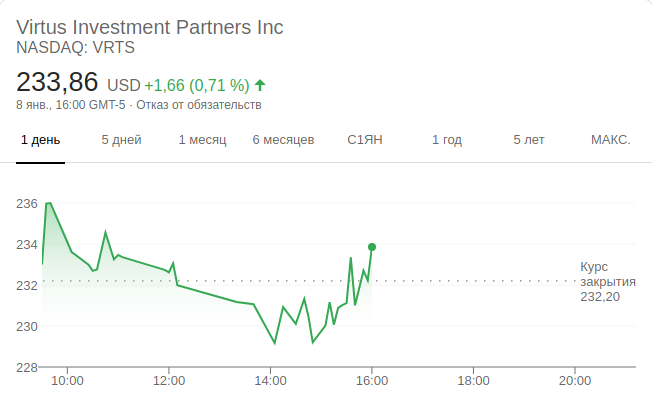 Virtus Investment Partners Inc
NASDAQ: VRTS
233,86 USD +1,66 (0,71 %)
8 янв., 16:00 GMT-5 · Отказ от обязательств
1 день 5 дней 1 месяц 6 месяцев С1ЯН 1 год 5 лет МАКС.
236
234
232
230
228
Курс
закрытия
232,20
10:00 12:00 14:00 16:00 18:00 20:00